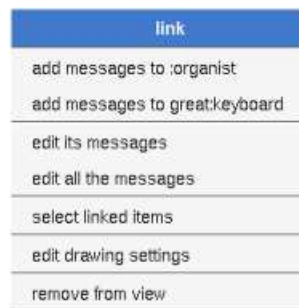 link
add messages to :organist
add messages to great:keyboard
edit its messages
edit all the messages
select linked items
edit drawing settings
remove from view